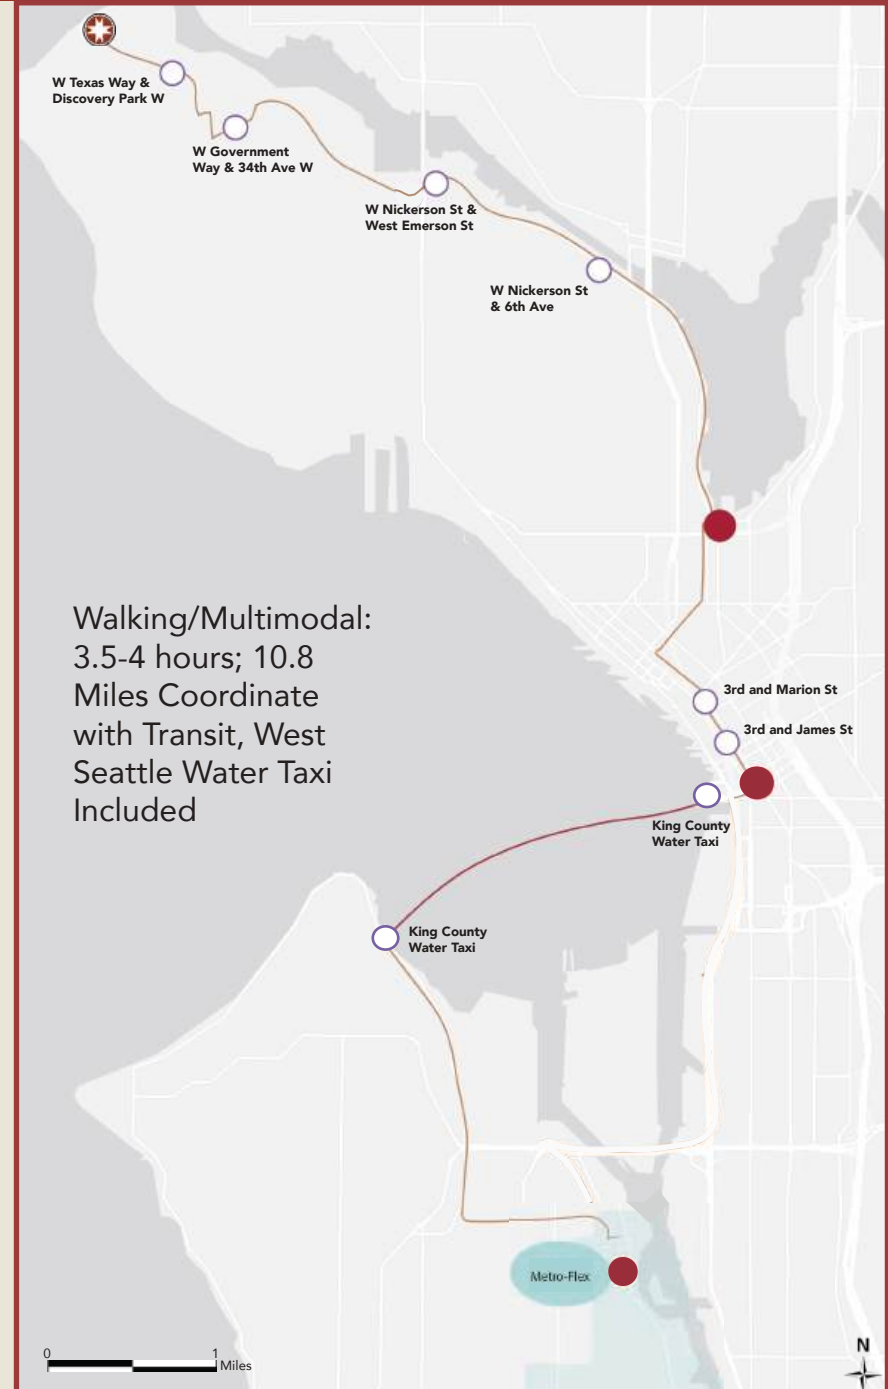 W Texas Way &
Discovery Park W
W Government
Way & 34th Ave W
W Nickerson St &
West Emerson St
W Nickerson St
& 6th Ave
Walking/Multimodal:
3.5-4 hours; 10.8
Miles Coordinate
with Transit, West
Seattle Water Taxi
Included
3rd and Marion St
3rd and James St
King County
Water Taxi
King County
Water Taxi
Metro-Flex
0 1
Miles
N